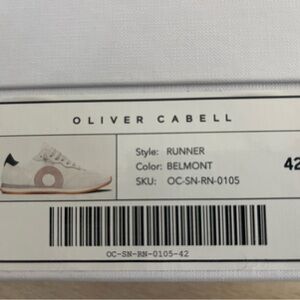 OLIVER CABELL
Style: RUNNER
Color: BELMONT
SKU: OC-SN-RN-0105
42
OC-SN-RN-0105-42